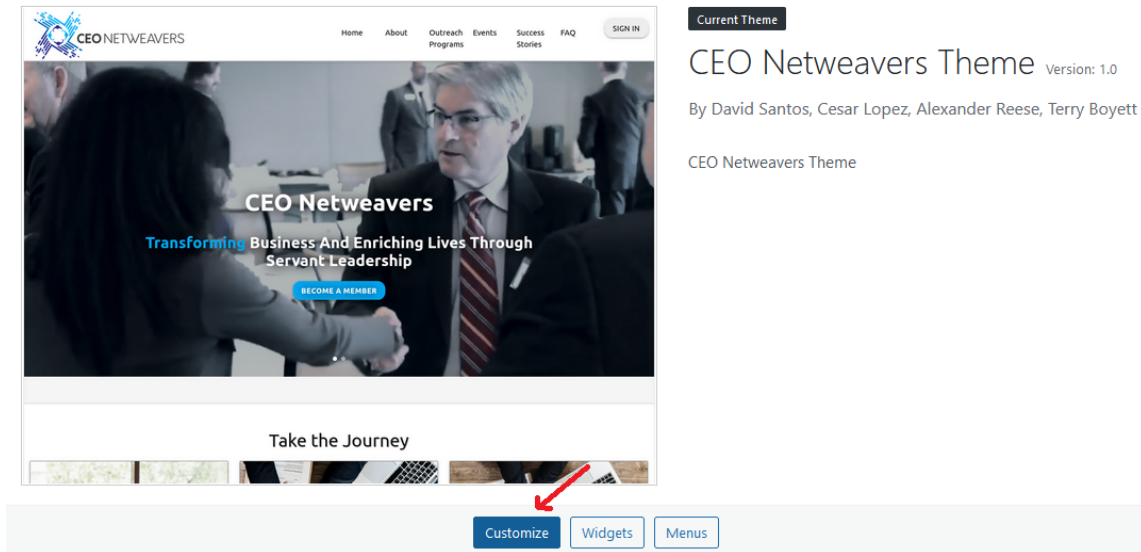 CEO NETWEAVERS
Home About Outreach Programs Events Success Stories FAQ SIGN IN
CEO Netweavers
Transforming Business And Enriching Lives Through
Servant Leadership
BECOME A MEMBER
Take the Journey
Current Theme
CEO Netweavers Theme Version: 1.0
By David Santos, Cesar Lopez, Alexander Reese, Terry Boyett
CEO Netweavers Theme
Customize Widgets Menus